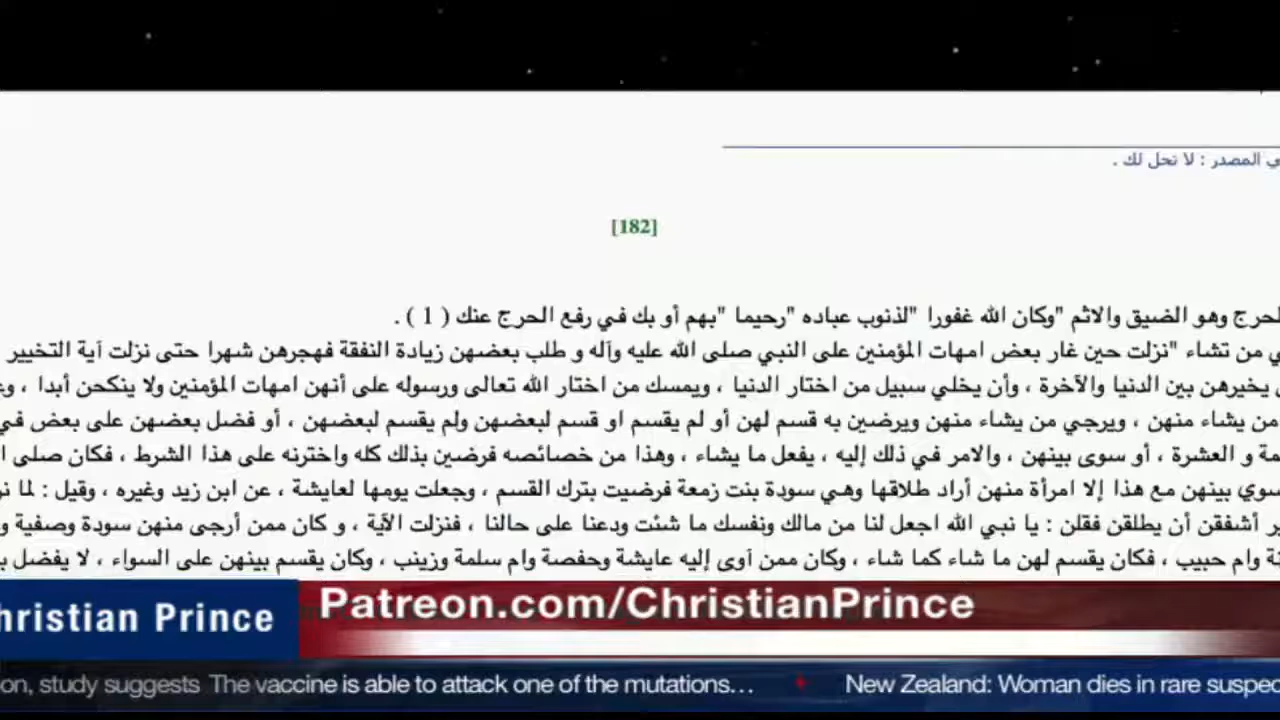 في المصدر : لا تحل لك .
[182]
الحرج وهو الضيق والاثم "وكان الله غفورا "لذنوب عباده "رحيما "بهم أو بك في رفع الحرج عنك ( 1 ) .
من تشاء "نزلت حين غار بعض امهات المؤمنين على النبي صلى الله عليه وآله و طلب بعضهن زيادة النفقة فهجرهن شهرا حتى نزلت آية التخيير
يخيرهن بين الدنيا والآخرة ، وأن يخلي سبيل من اختار الدنيا ، ويمسك من اختار الله تعالى ورسوله على أنهن امهات المؤمنين ولا ينكحن أبدا ،
من يشاء منهن ، ويرجي من يشاء منهن ويرضين به قسم لهن أو لم يقسم او قسم لبعضهن ولم يقسم لبعضهن ، أو فضل بعضهن على بعض في
و العشرة ، أو سوى بينهن ، والامر في ذلك إليه ، يفعل ما يشاء ، وهذا من خصائصه فرضين بذلك كله واخترنه على هذا الشرط ، فكان صلى
بينهن مع هذا إلا امرأة منهن أراد طلاقها وهي سودة بنت زمعة فرضيت بترك القسم ، وجعلت يومها لعايشة ، عن ابن زيد وغيره ، وقيل : لما
أشفقن أن يطلقن فقلن : يا نبي الله اجعل لنا من مالك ونفسك ما شئت ودعنا على حالنا ، فنزلت الآية ، و كان ممن أرجى منهن سودة وصفية
وام حبيب ، فكان يقسم لهن ما شاء كما شاء ، وكان ممن آوى إليه عايشة وحفصة وام سلمة وزينب ، وكان يقسم بينهن على السواء ، لا يفضل
hristian Prince
Patreon.com/ChristianPrince
on, study suggests The vaccine is able to attack one of the mutations… New Zealand: Woman dies in rare suspec